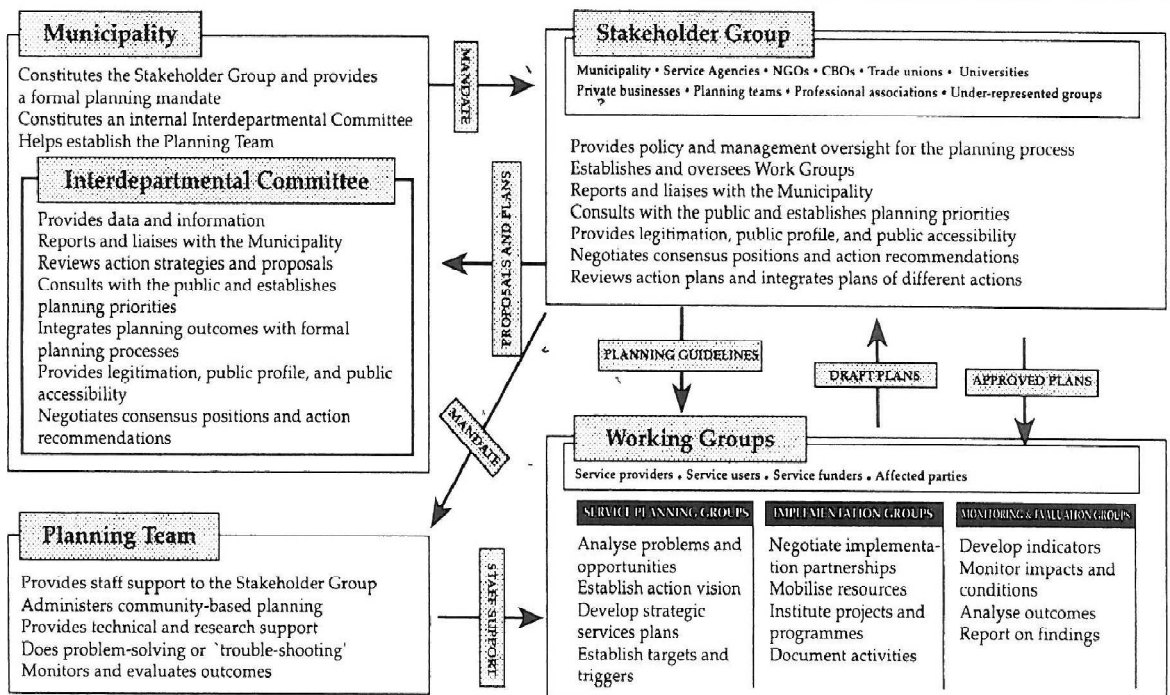 Municipality
Constitutes the Stakeholder Group and provides
a formal planning mandate
Constitutes an internal Interdepartmental Committee
Helps establish the Planning Team
Interdepartmental Committee
Provides data and information
Reports and liaises with the Municipality
Reviews action strategies and proposals
Consults with the public and establishes
planning priorities
Integrates planning outcomes with formal
planning processes
Provides legitimation, public profile, and public
accessibility
Negotiates consensus positions and action
recommendations
MANDATE
PROPOSALS AND PLANS
MANDATE
Stakeholder Group
Municipality • Service Agencies • NGOs • CBOs • Trade unions • Universities
Private businesses • Planning teams • Professional associations • Under-represented groups
Provides policy and management oversight for the planning process
Establishes and oversees Work Groups
Reports and liaises with the Municipality
Consults with the public and establishes planning priorities
Provides legitimation, public profile, and public accessibility
Negotiates consensus positions and action recommendations
Reviews action plans and integrates plans of different actions
PLANNING GUIDELINES
DRAFT PLANS
APPROVED PLANS
Planning Team
Provides staff support to the Stakeholder Group
Administers community-based planning
Provides technical and research support
Does problem-solving or `trouble-shooting'
Monitors and evaluates outcomes
STAFF SUPPORT
Working Groups
Service providers • Service users • Service funders • Affected parties
SERVICE PLANNING GROUPS
Analyse problems and
opportunities
Establish action vision
Develop strategic
services plans
Establish targets and
triggers
IMPLEMENTATION GROUPS
Negotiate implementa-
tion partnerships
Mobilise resources
Institute projects and
programmes
Document activities
MONITORING & EVALUATION GROUPS
Develop indicators
Monitor impacts and
conditions
Analyse outcomes
Report on findings